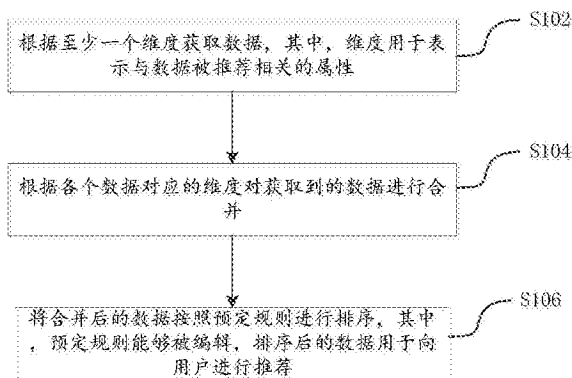 S102
根据至少一个维度获取数据，其中，维度用于表
示与数据被推荐相关的属性
S104
根据各个数据对应的维度对获取到的数据进行合
并
S106
将合并后的数据按照预定规则进行排序，其中
，预定规则能够被编辑，排序后的数据用于向
用户进行推荐